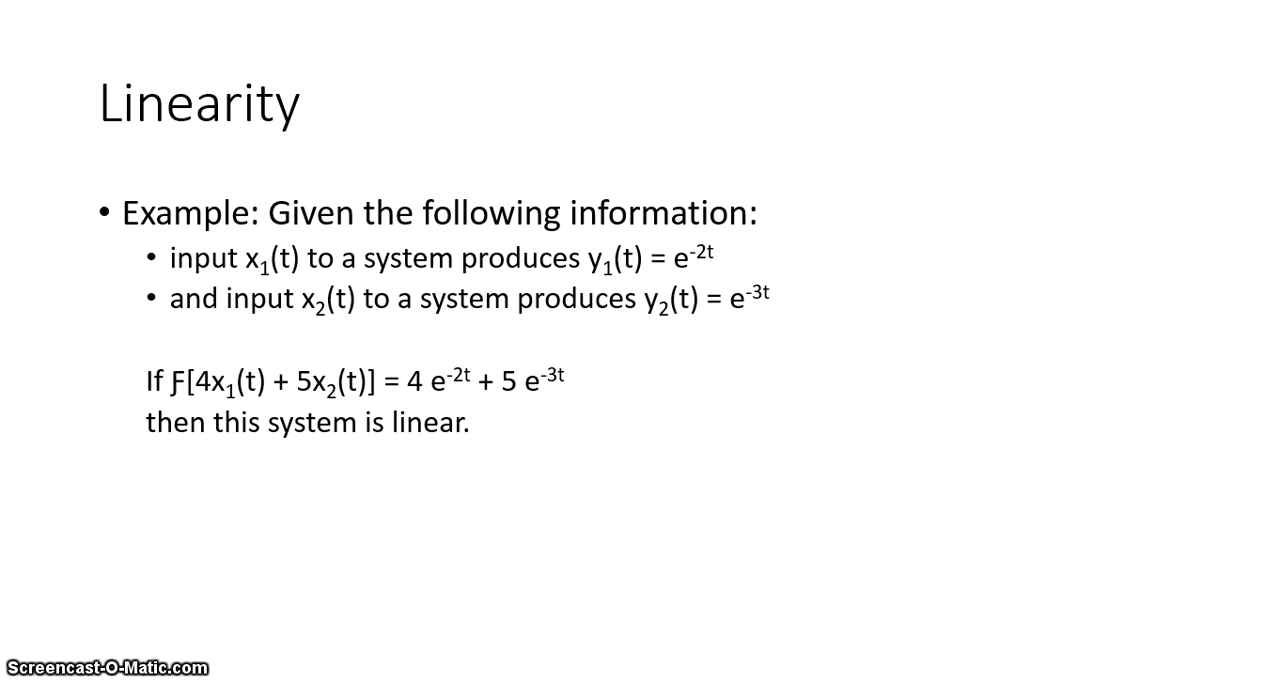 Linearity
• Example: Given the following information:
• input x₁(t) to a system produces y₁(t) = e⁻²ᵗ
• and input x₂(t) to a system produces y₂(t) = e⁻³ᵗ
If Ƒ[4x₁(t) + 5x₂(t)] = 4 e⁻²ᵗ + 5 e⁻³ᵗ
then this system is linear.
Screencast-O-Matic.com